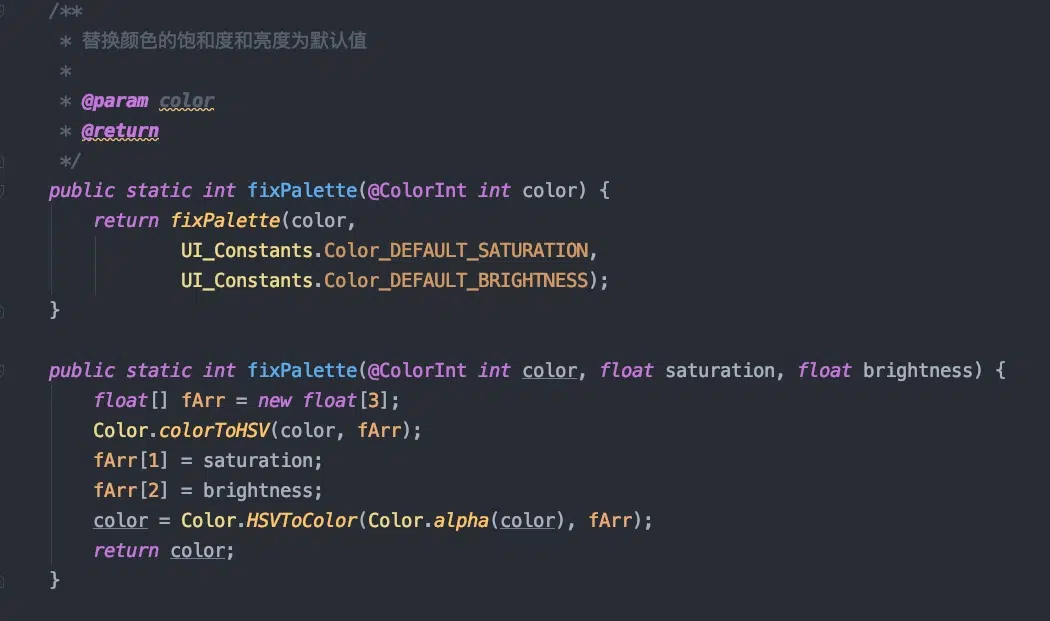 /**
 * 替换颜色的饱和度和亮度为默认值
 *
 * @param color
 * @return
 */
public static int fixPalette(@ColorInt int color) {
    return fixPalette(color,
            UI_Constants.Color_DEFAULT_SATURATION,
            UI_Constants.Color_DEFAULT_BRIGHTNESS);
}

public static int fixPalette(@ColorInt int color, float saturation, float brightness) {
    float[] fArr = new float[3];
    Color.colorToHSV(color, fArr);
    fArr[1] = saturation;
    fArr[2] = brightness;
    color = Color.HSVToColor(Color.alpha(color), fArr);
    return color;
}